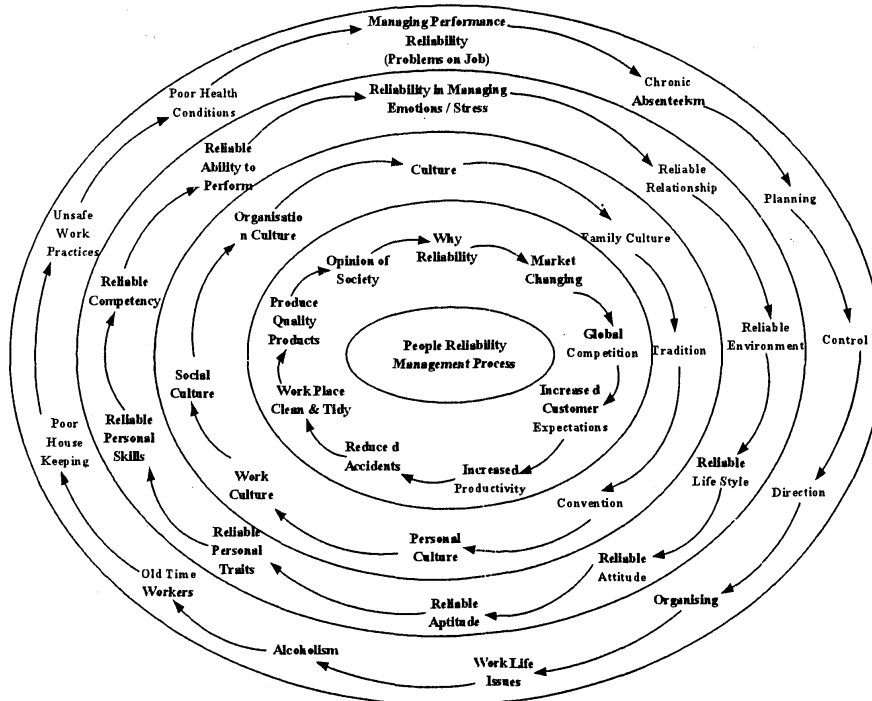 Managing Performance
Reliability
(Problems on Job)
Chronic
Absenteeism
Planning
Control
Direction
Organising
Work Life
Issues
Alcoholism
Old Time
Workers
Poor
House
Keeping
Unsafe
Work
Practices
Poor Health
Conditions
Reliability in Managing
Emotions / Stress
Reliable
Relationship
Reliable
Environment
Reliable
Life Style
Reliable
Attitude
Reliable
Aptitude
Reliable
Personal
Traits
Reliable
Personal
Skills
Reliable
Competency
Reliable
Ability to
Perform
Culture
Family Culture
Tradition
Convention
Personal
Culture
Work
Culture
Social
Culture
Organisatio
n Culture
Why
Reliability
Market
Changing
Global
Competition
Increased
Customer
Expectations
Increased
Productivity
Reduced
Accidents
Work Place
Clean & Tidy
Produce
Quality
Products
Opinion of
Society
People Reliability
Management Process